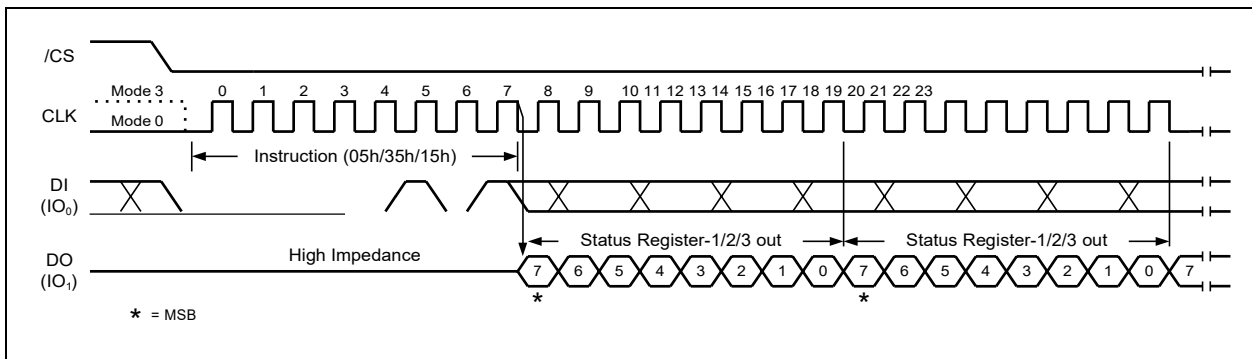 /CS
Mode 3
0 1 2 3 4 5 6 7 8 9 10 11 12 13 14 15 16 17 18 19 20 21 22 23
CLK
Mode 0
Instruction (05h/35h/15h)
DI
(IO₀)
Status Register-1/2/3 out Status Register-1/2/3 out
High Impedance
DO
(IO₁)
7 6 5 4 3 2 1 0 7 6 5 4 3 2 1 0 7
* *
* = MSB